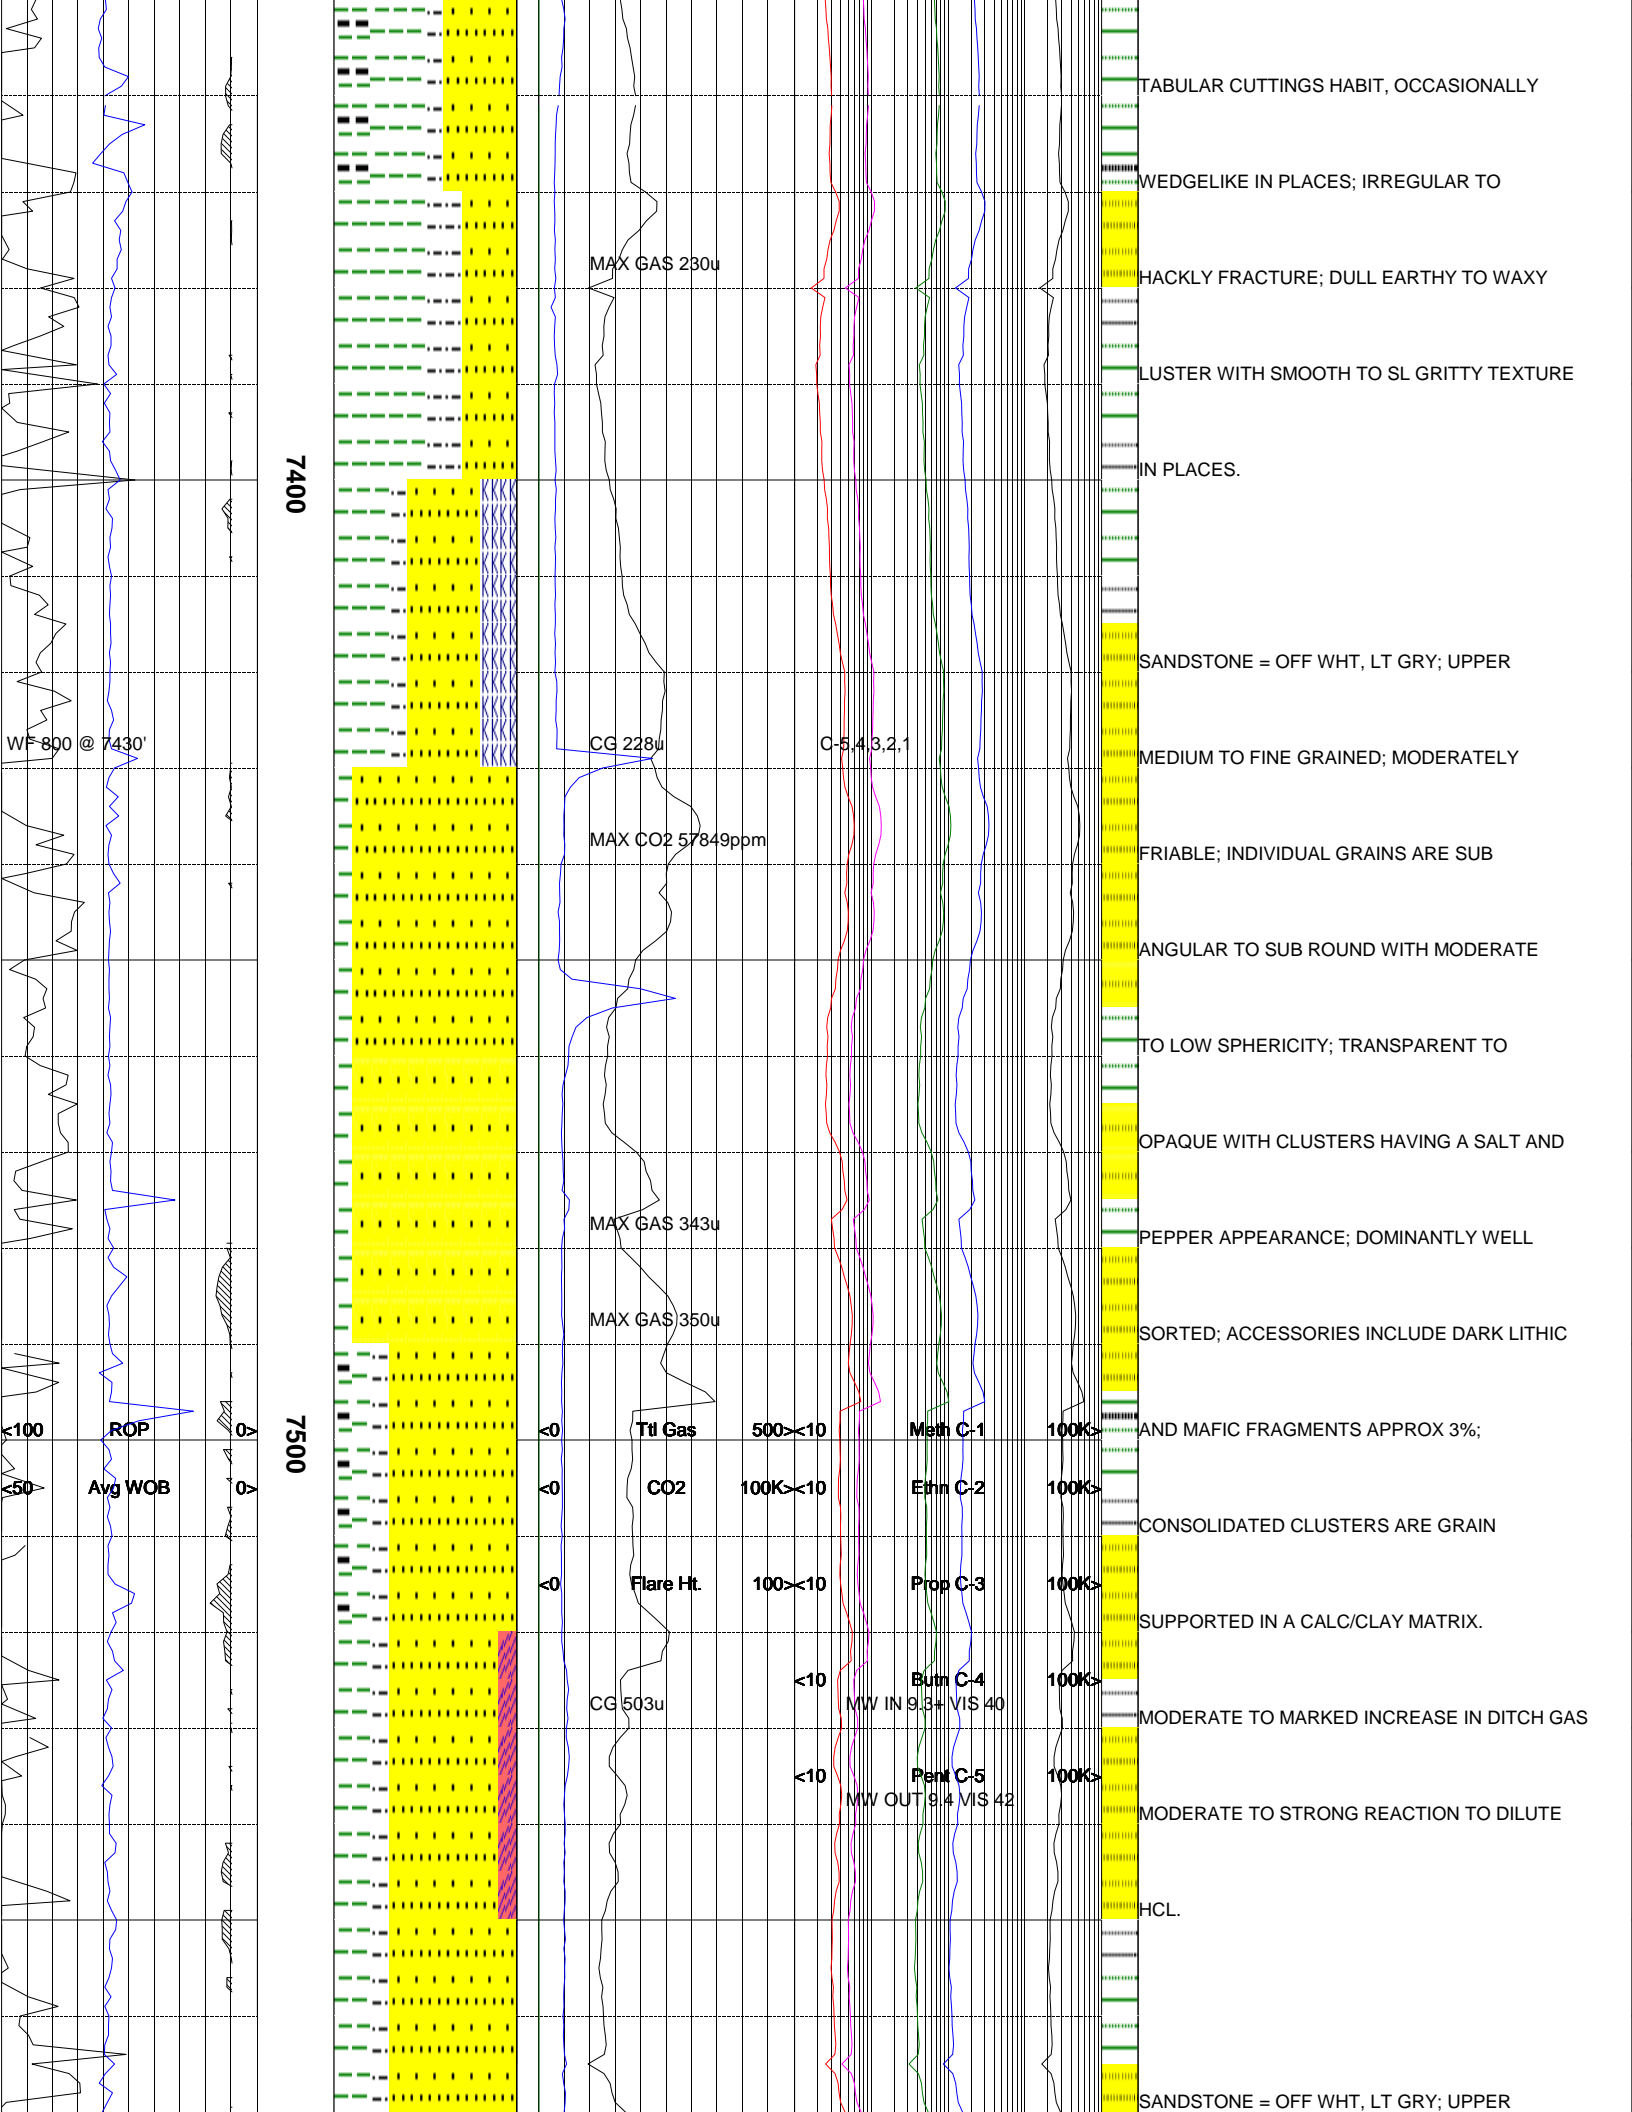 TABULAR CUTTINGS HABIT, OCCASIONALLY
WEDGELIKE IN PLACES; IRREGULAR TO
MAX GAS 230u
HACKLY FRACTURE; DULL EARTHY TO WAXY
LUSTER WITH SMOOTH TO SL GRITTY TEXTURE
7400
IN PLACES.
SANDSTONE = OFF WHT, LT GRY; UPPER
WF 800 @ 7430'
CG 228u
C-5,4,3,2,1
MEDIUM TO FINE GRAINED; MODERATELY
MAX CO2 57849ppm
FRIABLE; INDIVIDUAL GRAINS ARE SUB
ANGULAR TO SUB ROUND WITH MODERATE
TO LOW SPHERICITY; TRANSPARENT TO
OPAQUE WITH CLUSTERS HAVING A SALT AND
MAX GAS 343u
PEPPER APPEARANCE; DOMINANTLY WELL
MAX GAS 350u
SORTED; ACCESSORIES INCLUDE DARK LITHIC
7500
<100 ROP 0>
<0 Ttl Gas 500>
<10 Meth C-1 100K>
AND MAFIC FRAGMENTS APPROX 3%;
<50 Avg WOB 0>
<0 CO2 100K>
<10 Ethn C-2 100K>
CONSOLIDATED CLUSTERS ARE GRAIN
<0 Flare Ht. 100>
<10 Prop C-3 100K>
SUPPORTED IN A CALC/CLAY MATRIX.
<10 Butn C-4 100K>
CG 503u
MW IN 9.3+ VIS 40
MODERATE TO MARKED INCREASE IN DITCH GAS
<10 Pent C-5 100K>
MW OUT 9.4 VIS 42
MODERATE TO STRONG REACTION TO DILUTE
HCL.
SANDSTONE = OFF WHT, LT GRY; UPPER